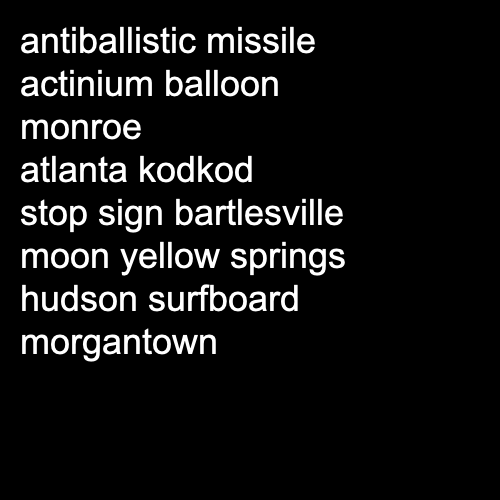 antiballistic missile
actinium balloon
monroe
atlanta kodkod
stop sign bartlesville
moon yellow springs
hudson surfboard
morgantown